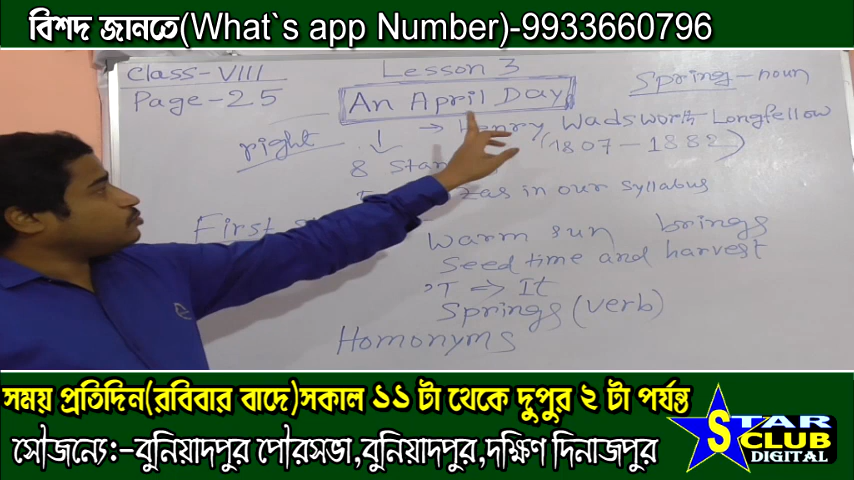 বিশদ জানতে(What`s app Number)-9933660796
Class-VIII
Lesson 3
Spring-noun
Page-25
An April Day
→ Henry Wadsworth Longfellow
right
(1807-1882)
8 Stan
zas in our syllabus
First
Warm sun brings
Seed time and harvest
'T => It
Springs (verb)
Homonyms
সময় প্রতিদিন(রবিবার বাদে)সকাল ১১ টা থেকে দুপুর ২ টা পর্যন্ত
সৌজন্যে:-বুনিয়াদপুর পৌরসভা,বুনিয়াদপুর,দক্ষিণ দিনাজপুর
STAR
CLUB
DIGITAL